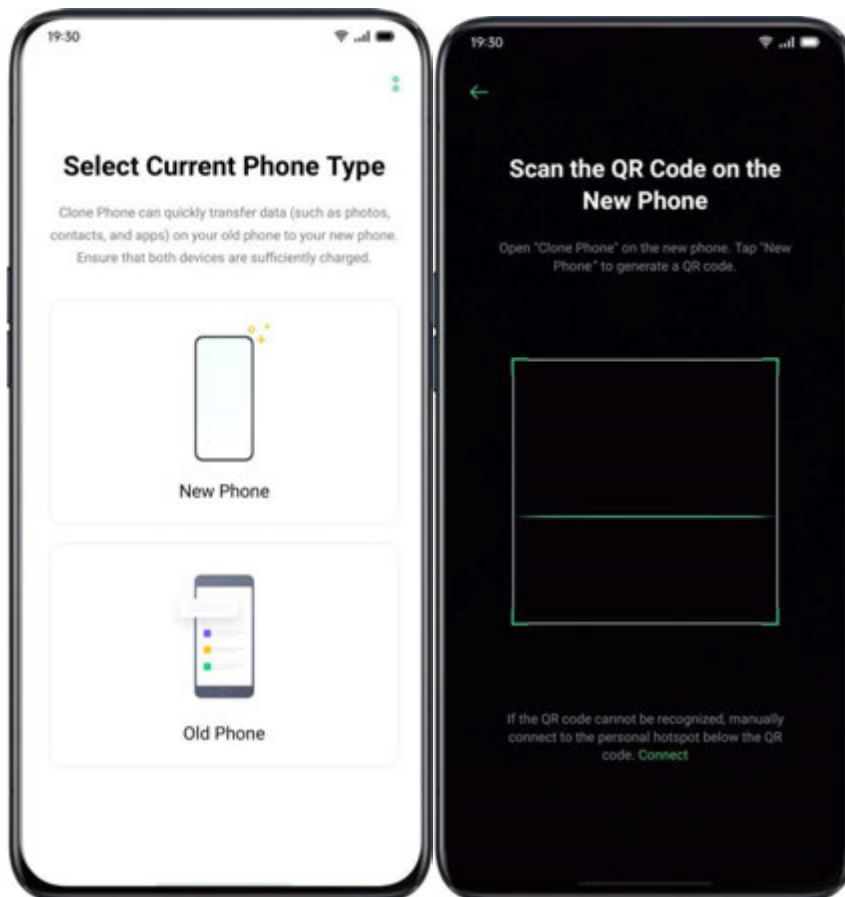 19:30
Select Current Phone Type
Clone Phone can quickly transfer data (such as photos,
contacts, and apps) on your old phone to your new phone.
Ensure that both devices are sufficiently charged.
New Phone
Old Phone
19:30
Scan the QR Code on the
New Phone
Open "Clone Phone" on the new phone. Tap "New
Phone" to generate a QR code.
If the QR code cannot be recognized, manually
connect to the personal hotspot below the QR
code. Connect